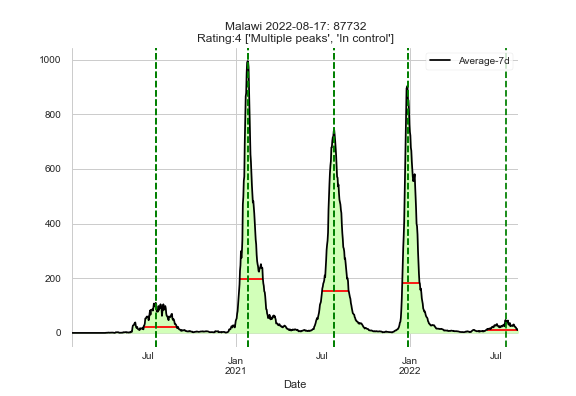 Malawi 2022-08-17: 87732
Rating:4 ['Multiple peaks', 'In control']
Average-7d
1000
800
600
400
200
0
Jul
Jan
2021
Jul
Jan
2022
Jul
Date